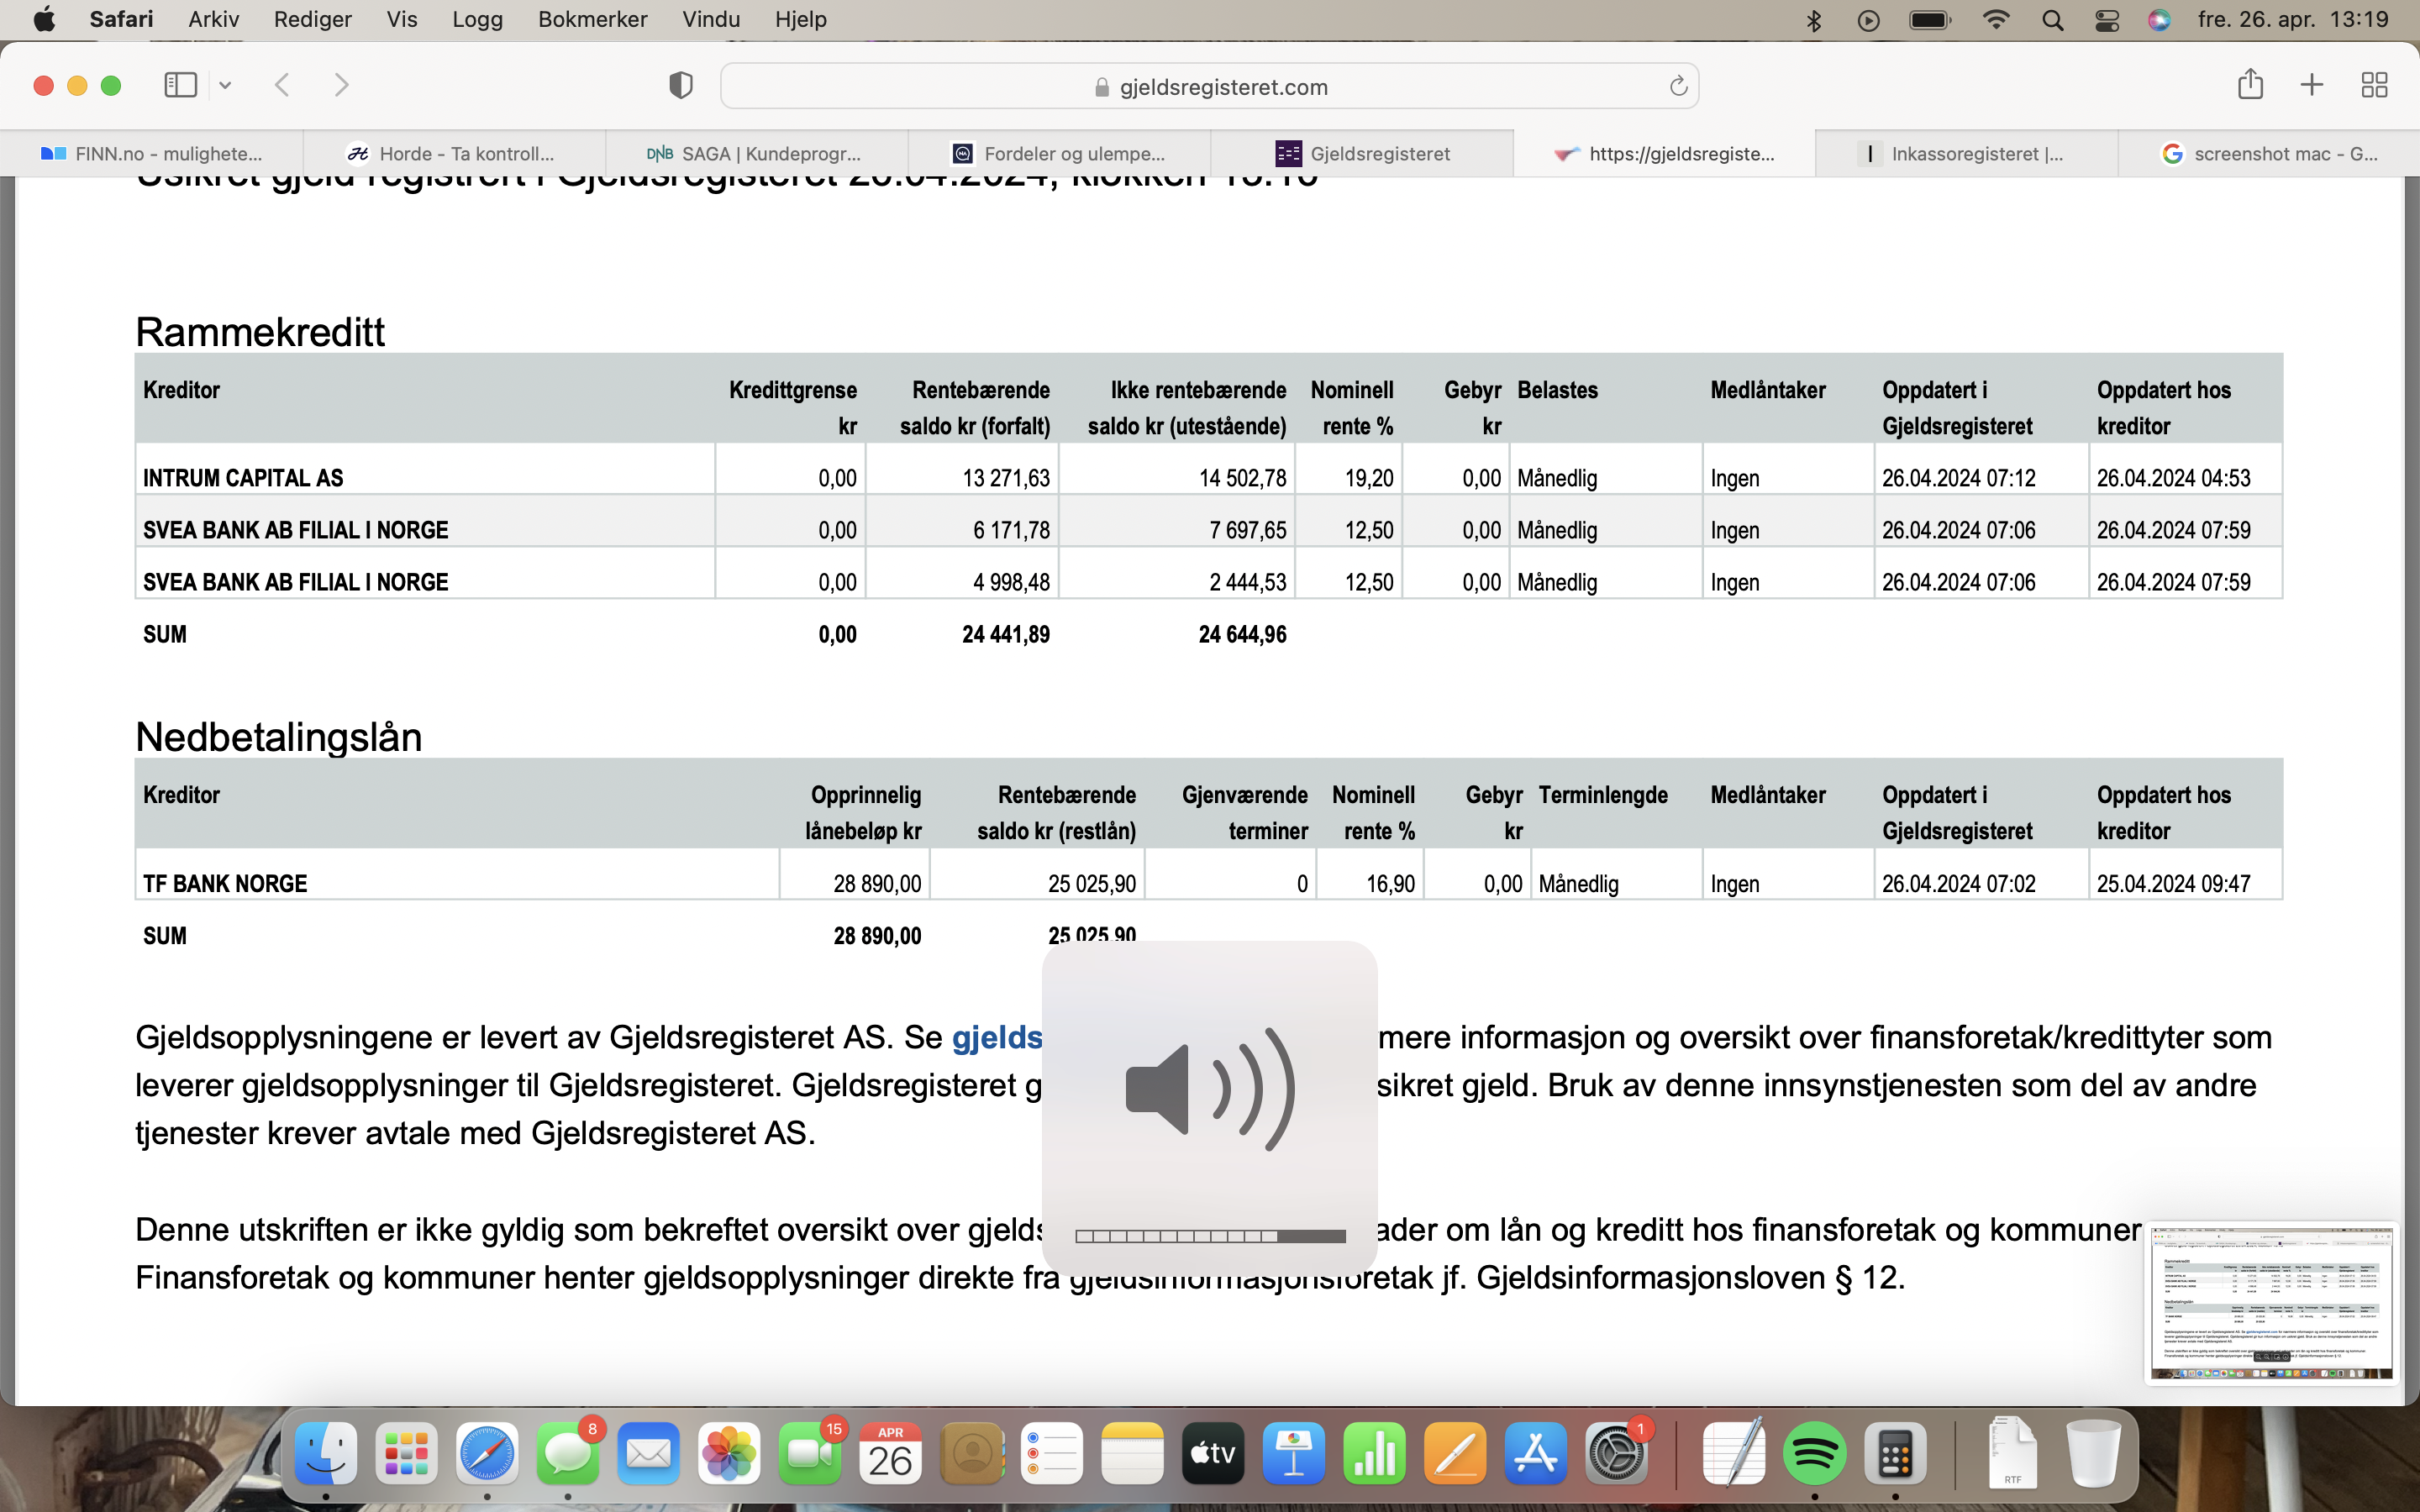 Safari Arkiv Rediger Vis Logg Bokmerker Vindu Hjelp fre. 26. apr. 13:19
gjeldsregisteret.com
FINN.no - mulighete... Horde - Ta kontroll... DNB SAGA | Kundeprogr... Fordeler og ulempe... Gjeldsregisteret https://gjeldsregiste... Inkassoregisteret |... screenshot mac - G...
Usikret gjeld registrert i Gjeldsregisteret 26.04.2024, klokken
Rammekreditt
Kreditor Kredittgrense Rentebærende Ikke rentebærende Nominell Gebyr Belastes Medlåntaker Oppdatert i Oppdatert hos
kr saldo kr (forfalt) saldo kr (utestående) rente % kr Gjeldsregisteret kreditor
INTRUM CAPITAL AS 0,00 13 271,63 14 502,78 19,20 0,00 Månedlig Ingen 26.04.2024 07:12 26.04.2024 04:53
SVEA BANK AB FILIAL I NORGE 0,00 6 171,78 7 697,65 12,50 0,00 Månedlig Ingen 26.04.2024 07:06 26.04.2024 07:59
SVEA BANK AB FILIAL I NORGE 0,00 4 998,48 2 444,53 12,50 0,00 Månedlig Ingen 26.04.2024 07:06 26.04.2024 07:59
SUM 0,00 24 441,89 24 644,96
Nedbetalingslån
Kreditor Opprinnelig Rentebærende Gjenværende Nominell Gebyr Terminlengde Medlåntaker Oppdatert i Oppdatert hos
lånebeløp kr saldo kr (restlån) terminer rente % kr Gjeldsregisteret kreditor
TF BANK NORGE 28 890,00 25 025,90 0 16,90 0,00 Månedlig Ingen 26.04.2024 07:02 25.04.2024 09:47
SUM 28 890,00 25 025,90
Gjeldsopplysningene er levert av Gjeldsregisteret AS. Se gjelds mere informasjon og oversikt over finansforetak/kredittyter som
leverer gjeldsopplysninger til Gjeldsregisteret. Gjeldsregisteret g sikret gjeld. Bruk av denne innsynstjenesten som del av andre
tjenester krever avtale med Gjeldsregisteret AS.
Denne utskriften er ikke gyldig som bekreftet oversikt over gjelds ader om lån og kreditt hos finansforetak og kommuner
Finansforetak og kommuner henter gjeldsopplysninger direkte fra gjeldsinformasjonsforetak jf. Gjeldsinformasjonsloven § 12.
8 15 APR 26 tv 1 RTF